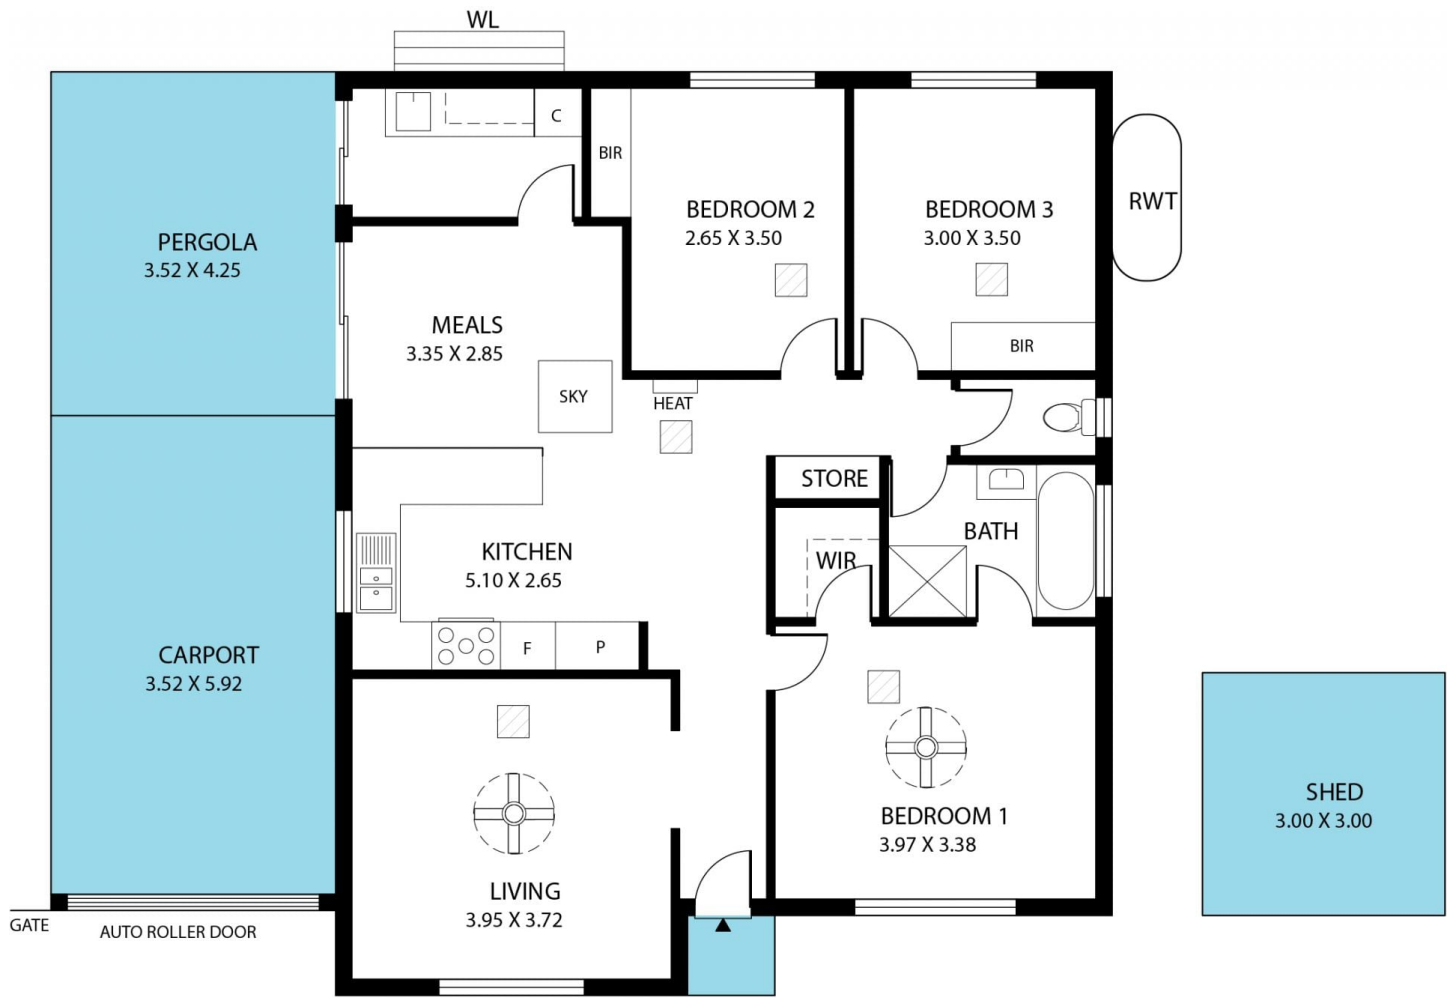 WL
C
BIR
BEDROOM 2
2.65 X 3.50
BEDROOM 3
3.00 X 3.50
RWT
PERGOLA
3.52 X 4.25
MEALS
3.35 X 2.85
BIR
SKY
HEAT
STORE
BATH
KITCHEN
5.10 X 2.65
WIR
F
P
CARPORT
3.52 X 5.92
BEDROOM 1
3.97 X 3.38
SHED
3.00 X 3.00
LIVING
3.95 X 3.72
GATE
AUTO ROLLER DOOR